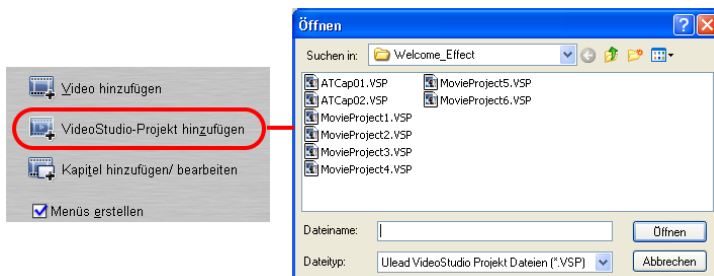 Video hinzufügen
VideoStudio-Projekt hinzufügen
Kapitel hinzufügen/ bearbeiten
Menüs erstellen
Öffnen
Suchen in: Welcome_Effect
ATCap01.VSP
ATCap02.VSP
MovieProject1.VSP
MovieProject2.VSP
MovieProject3.VSP
MovieProject4.VSP
MovieProject5.VSP
MovieProject6.VSP
Dateiname: Öffnen
Dateityp: Ulead VideoStudio Projekt Dateien (*.VSP) Abbrechen